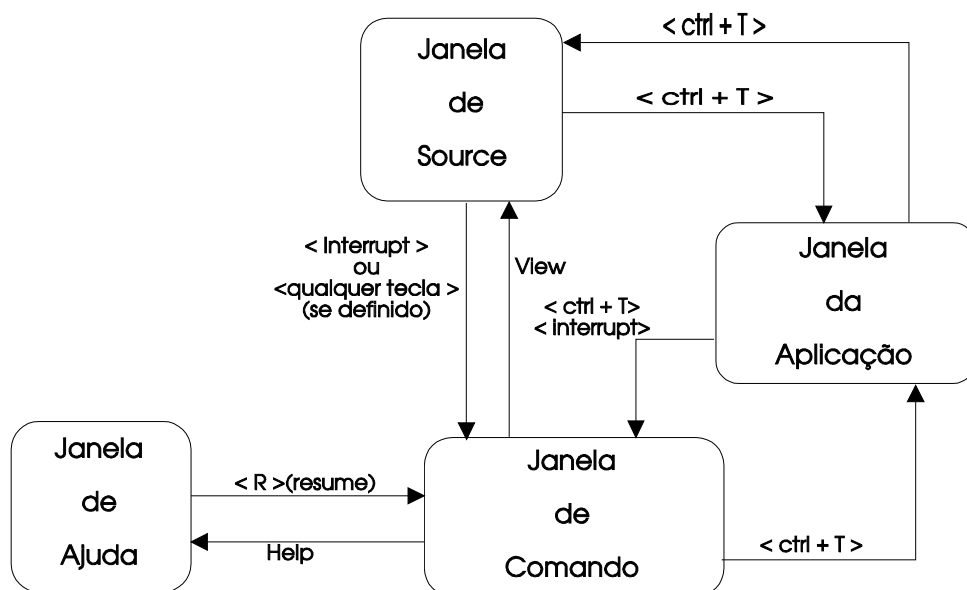 < ctrl + T >
Janela
de
Source
< ctrl + T >
Janela
da
Aplicação
< Interrupt >
ou
<qualquer tecla >
(se definido)
View
< ctrl + T>
< interrupt>
Janela
de
Ajuda
< R >(resume)
Help
Janela
de
Comando
< ctrl + T >